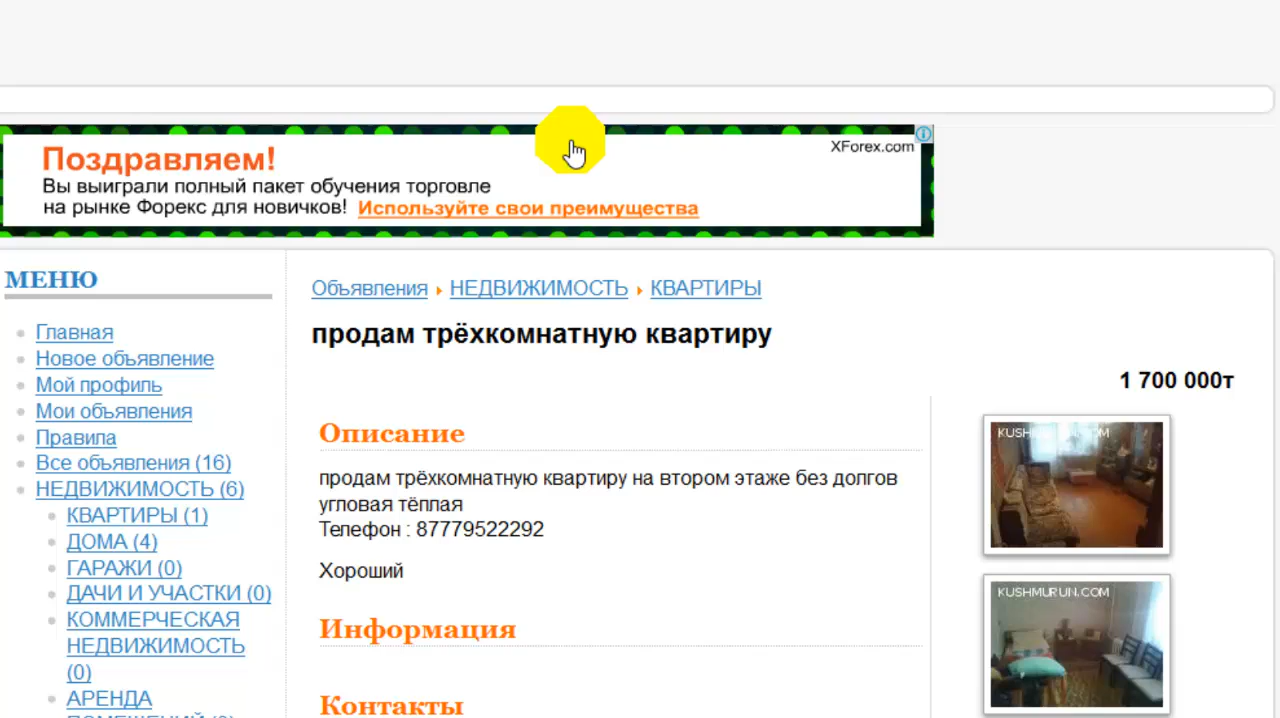 Поздравляем!
XForex.com
Вы выиграли полный пакет обучения торговле
на рынке Форекс для новичков! Используйте свои преимущества
МЕНЮ
Главная
Новое объявление
Мой профиль
Мои объявления
Правила
Все объявления (16)
НЕДВИЖИМОСТЬ (6)
КВАРТИРЫ (1)
ДОМА (4)
ГАРАЖИ (0)
ДАЧИ И УЧАСТКИ (0)
КОММЕРЧЕСКАЯ
НЕДВИЖИМОСТЬ
(0)
АРЕНДА
ПОМЕЩЕНИЙ
Объявления НЕДВИЖИМОСТЬ КВАРТИРЫ
продам трёхкомнатную квартиру
1 700 000т
Описание
продам трёхкомнатную квартиру на втором этаже без долгов
угловая тёплая
Телефон : 87779522292
Хороший
Информация
Контакты
KUSHMURUN.COM